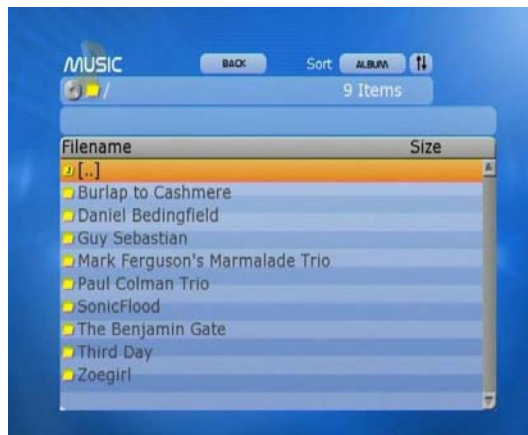 MUSIC BACK Sort ALBUM
/ 9 Items
Filename Size
[..]
Burlap to Cashmere
Daniel Bedingfield
Guy Sebastian
Mark Ferguson's Marmalade Trio
Paul Colman Trio
SonicFlood
The Benjamin Gate
Third Day
Zoegirl